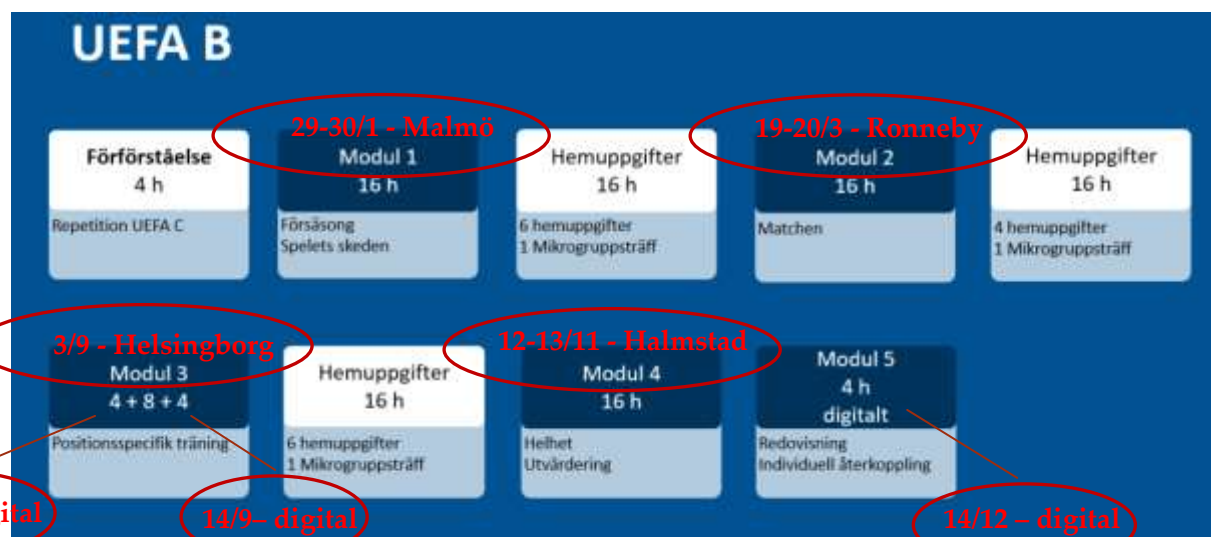 UEFA B
29-30/1 - Malmö
19-20/3 - Ronneby
Förförståelse
4 h
Repetition UEFA C
Modul 1
16 h
Försäsong
Spelets skeden
Hemuppgifter
16 h
6 hemuppgifter
1 Mikrogruppsträff
Modul 2
16 h
Matchen
Hemuppgifter
16 h
4 hemuppgifter
1 Mikrogruppsträff
3/9 - Helsingborg
12-13/11 - Halmstad
Modul 3
4 + 8 + 4
Positionsspecifik träning
Hemuppgifter
16 h
6 hemuppgifter
1 Mikrogruppsträff
Modul 4
16 h
Helhet
Utvärdering
Modul 5
4 h
digitalt
Redovisning
Individuell återkoppling
14/9– digital
14/12 – digital